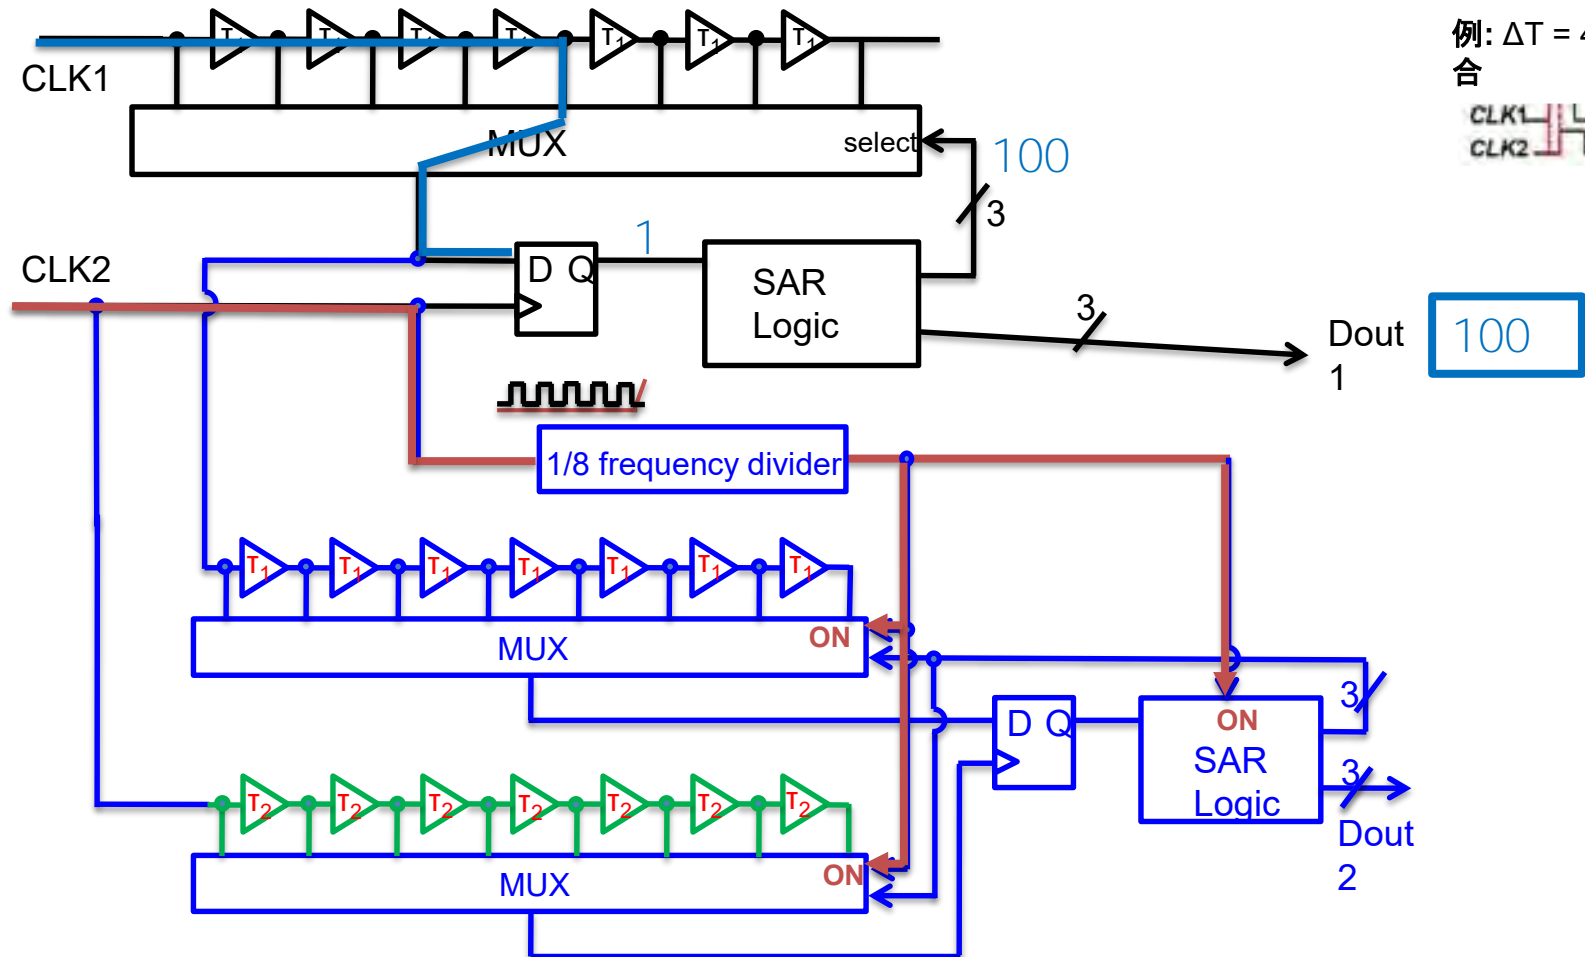 例: ΔT = 4
合
CLK1
CLK2
T1 T1 T1 T1 T1 T1 T1
CLK1
MUX
select
100
3
1
CLK2
D Q
SAR
Logic
3
Dout
1
100
1/8 frequency divider
T1 T1 T1 T1 T1 T1 T1
ON
MUX
3
D Q
ON
SAR
Logic
3
Dout
2
T2 T2 T2 T2 T2 T2 T2
ON
MUX